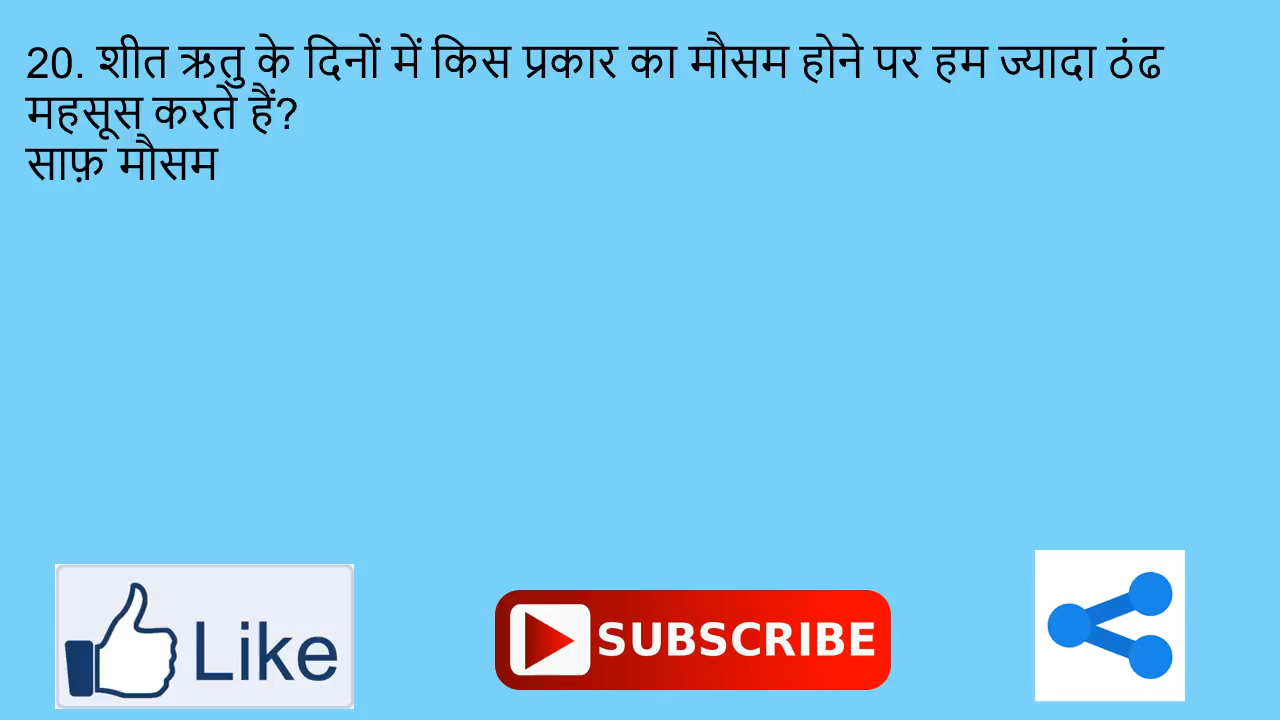 20. शीत ऋतु के दिनों में किस प्रकार का मौसम होने पर हम ज्यादा ठंढ
महसूस करते हैं?
साफ़ मौसम
Like
SUBSCRIBE